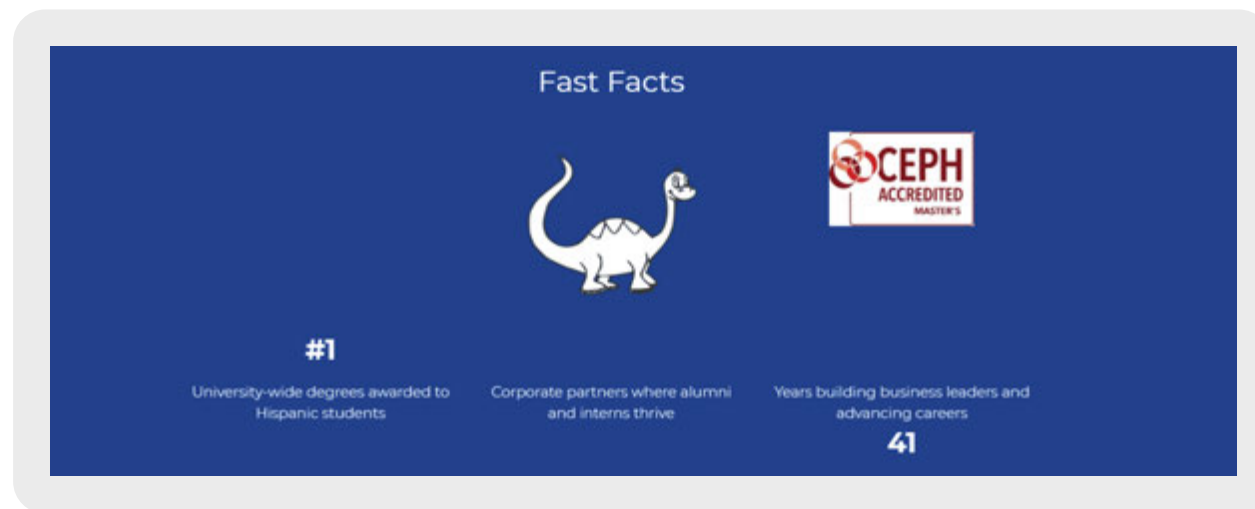 Fast Facts
CEPH
ACCREDITED
MASTER'S
#1
University-wide degrees awarded to
Hispanic students
Corporate partners where alumni
and interns thrive
Years building business leaders and
advancing careers
41